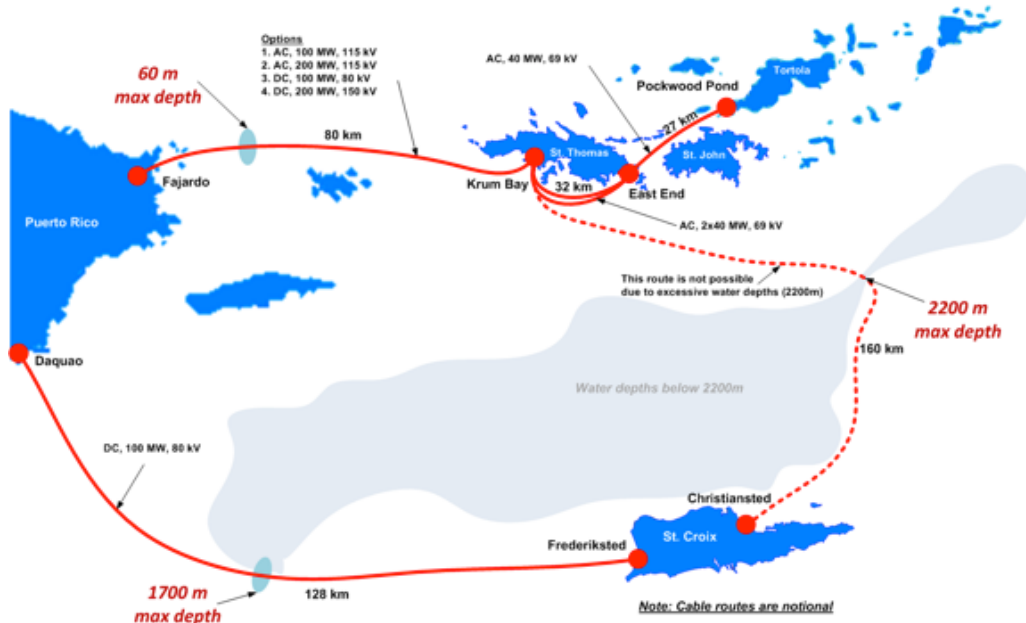 Options
1. AC, 100 MW, 115 kV
2. AC, 200 MW, 115 kV
3. DC, 100 MW, 80 kV
4. DC, 200 MW, 150 kV
AC, 40 MW, 69 kV
Tortola
60 m
max depth
Pockwood Pond
80 km
27 km
St. Thomas
St. John
Fajardo
Krum Bay
32 km
East End
Puerto Rico
AC, 2x40 MW, 69 kV
This route is not possible
due to excessive water depths (2200m)
2200 m
max depth
Daquao
160 km
Water depths below 2200m
DC, 100 MW, 80 kV
Christiansted
St. Croix
Frederiksted
1700 m
max depth
128 km
Note: Cable routes are notional